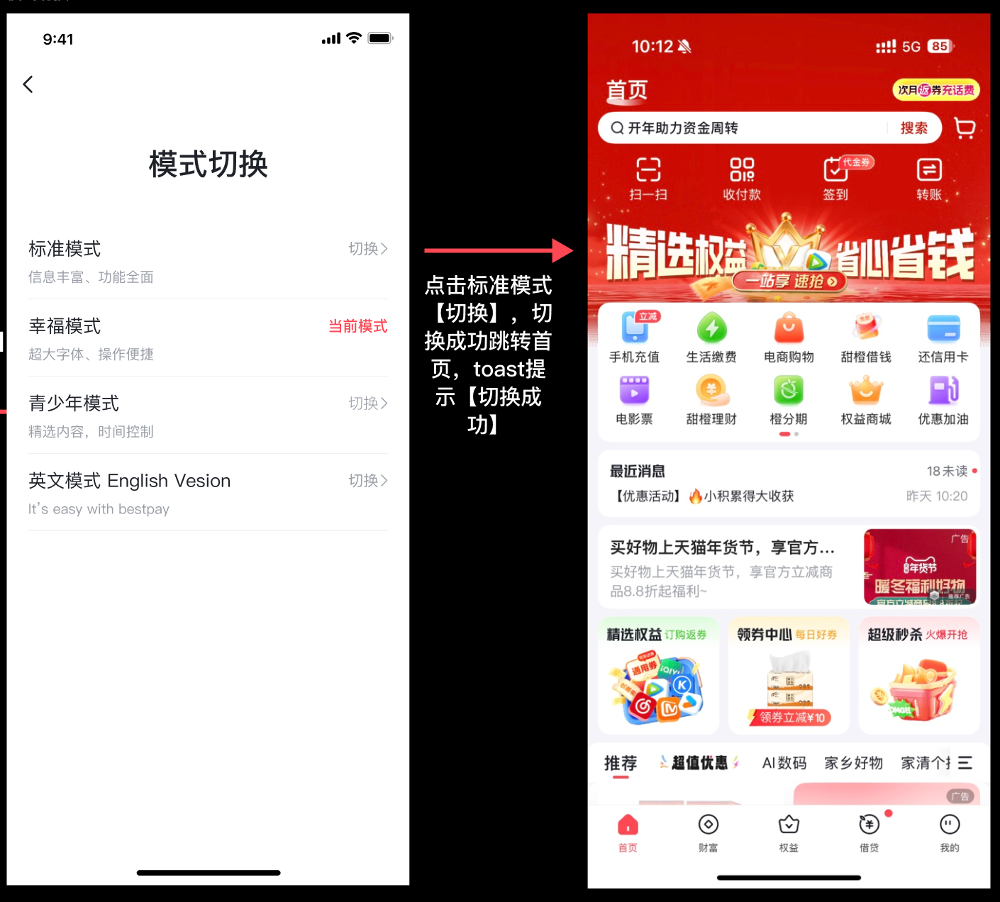 9:41
模式切换
标准模式
切换
信息丰富、功能全面
幸福模式
当前模式
超大字体、操作便捷
青少年模式
切换
精选内容，时间控制
英文模式 English Vesion
切换
It's easy with bestpay
点击标准模式
【切换】，切
换成功跳转首
页，toast提
示【切换成
功】
10:12
5G 85
首页
次月返券充话费
开年助力资金周转
搜索
扫一扫
收付款
代金券
签到
转账
精选权益
省心省钱
一站享 速抢
立减
手机充值
生活缴费
电商购物
甜橙借钱
还信用卡
电影票
甜橙理财
橙分期
权益商城
优惠加油
最近消息
18未读
【优惠活动】🔥小积累得大收获
昨天 10:20
买好物上天猫年货节，享官方...
买好物上天猫年货节，享官方立减商
品8.8折起福利~
广告
年货节
暖冬福利好物
推荐广告
精选权益 订购返券
通用券
领券中心 每日好券
领券立减¥10
超级秒杀 火爆开抢
OMG!!
推荐
超值优惠
AI数码
家乡好物
家清个
广告
首页
财富
权益
借贷
我的